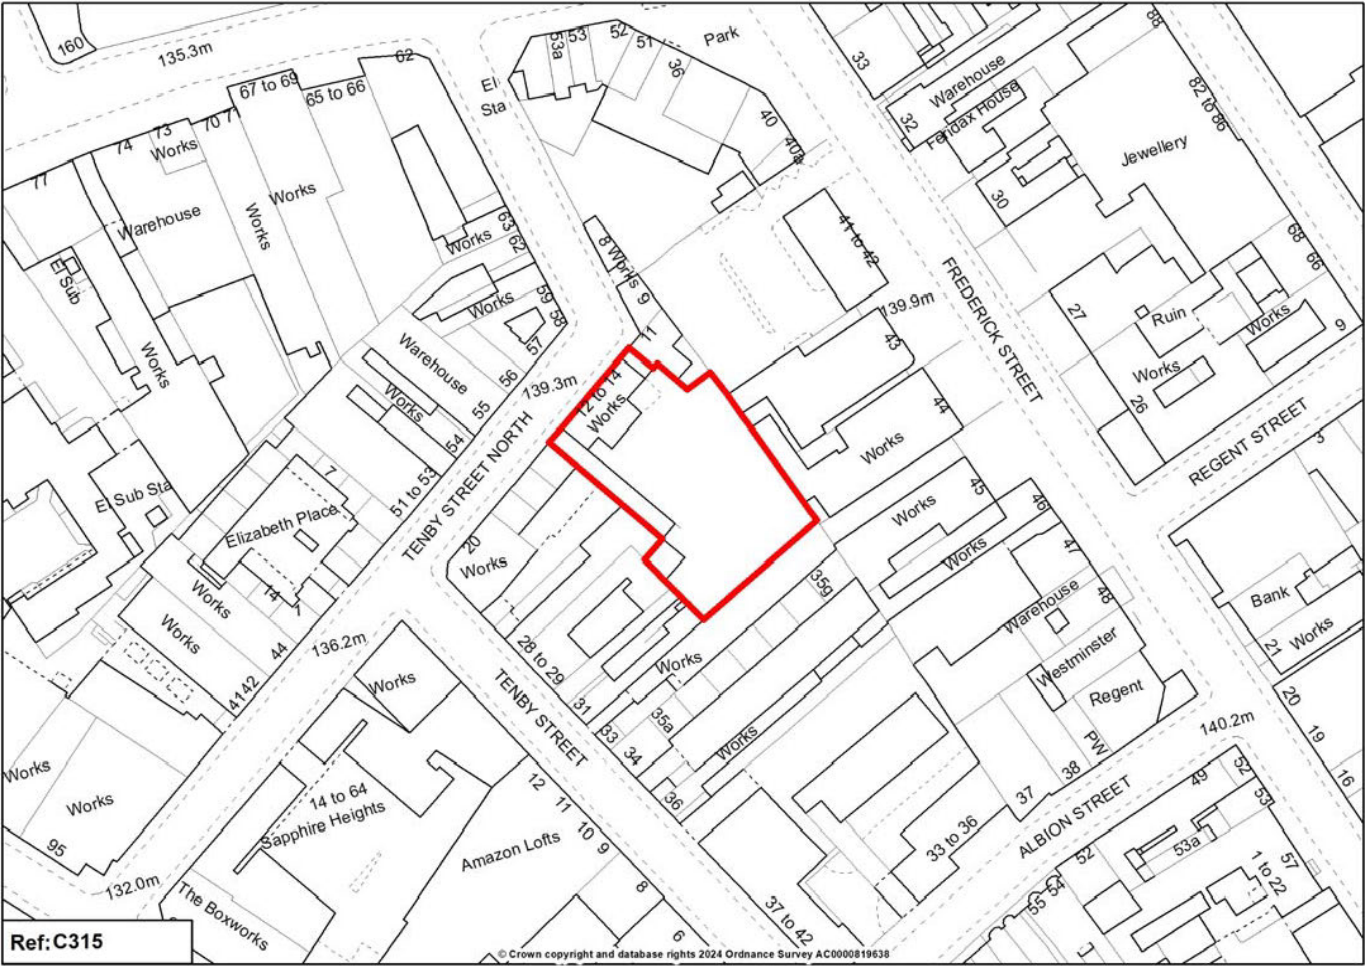 160
135.3m
62
67 to 69
65 to 66
70 71
73
Works
74
77
Warehouse
Works
Works
El Sub
Works
63
62
Works
59
58
Works
57
56
Warehouse
Works
55
54
51 to 53
El
Sta
53a
53
52
51
36
Park
40
40a
33
Warehouse
32
Feridax House
30
88
82 to 86
Jewellery
68
66
41 to 42
139.9m
43
FREDERICK STREET
27
Ruin
Works
9
Works
26
REGENT STREET
3
8 Works 9
11
139.3m
12 to 14
Works
TENBY STREET NORTH
44
Works
45
Works
46
Works
47
Warehouse
48
Westminster
Regent
PW
Bank
21
Works
20
19
16
140.2m
El Sub Sta
7
Elizabeth Place
14
1
Works
Works
44
41 42
136.2m
20
Works
28 to 29
31
33
34
35a
36
Works
35g
Works
TENBY STREET
Works
Works
Works
95
132.0m
14 to 64
Sapphire Heights
The Boxworks
Amazon Lofts
12
11
10
9
8
6
37 to 42
33 to 36
37
38
ALBION STREET
49
52
53
53a
52
54
55
1 to 22
57
Ref:C315
© Crown copyright and database rights 2024 Ordnance Survey AC0000819638